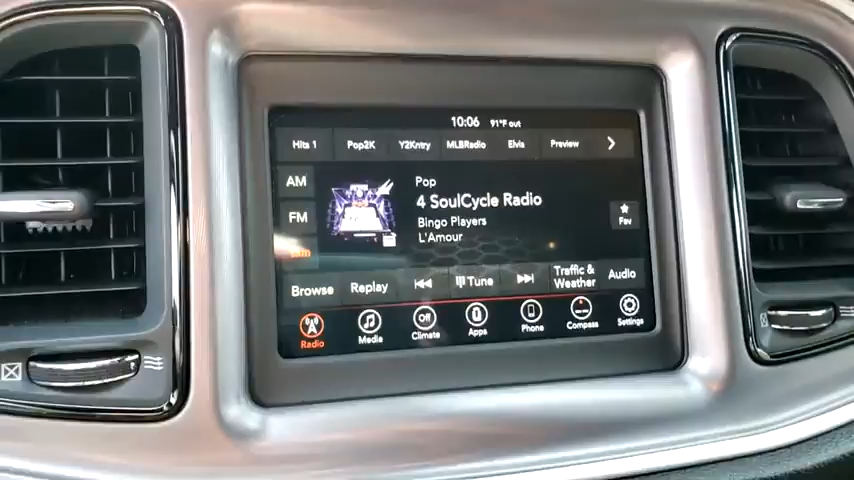 10:06 91°F out
Hits 1 Pop2K Y2Kntry MLBRadio Elvis Preview
AM
FM
Pop
4 SoulCycle Radio
Bingo Players
L'Amour
Fav
Browse Replay Tune Traffic & Weather Audio
Off
Radio Media Climate Apps Phone Compass Settings